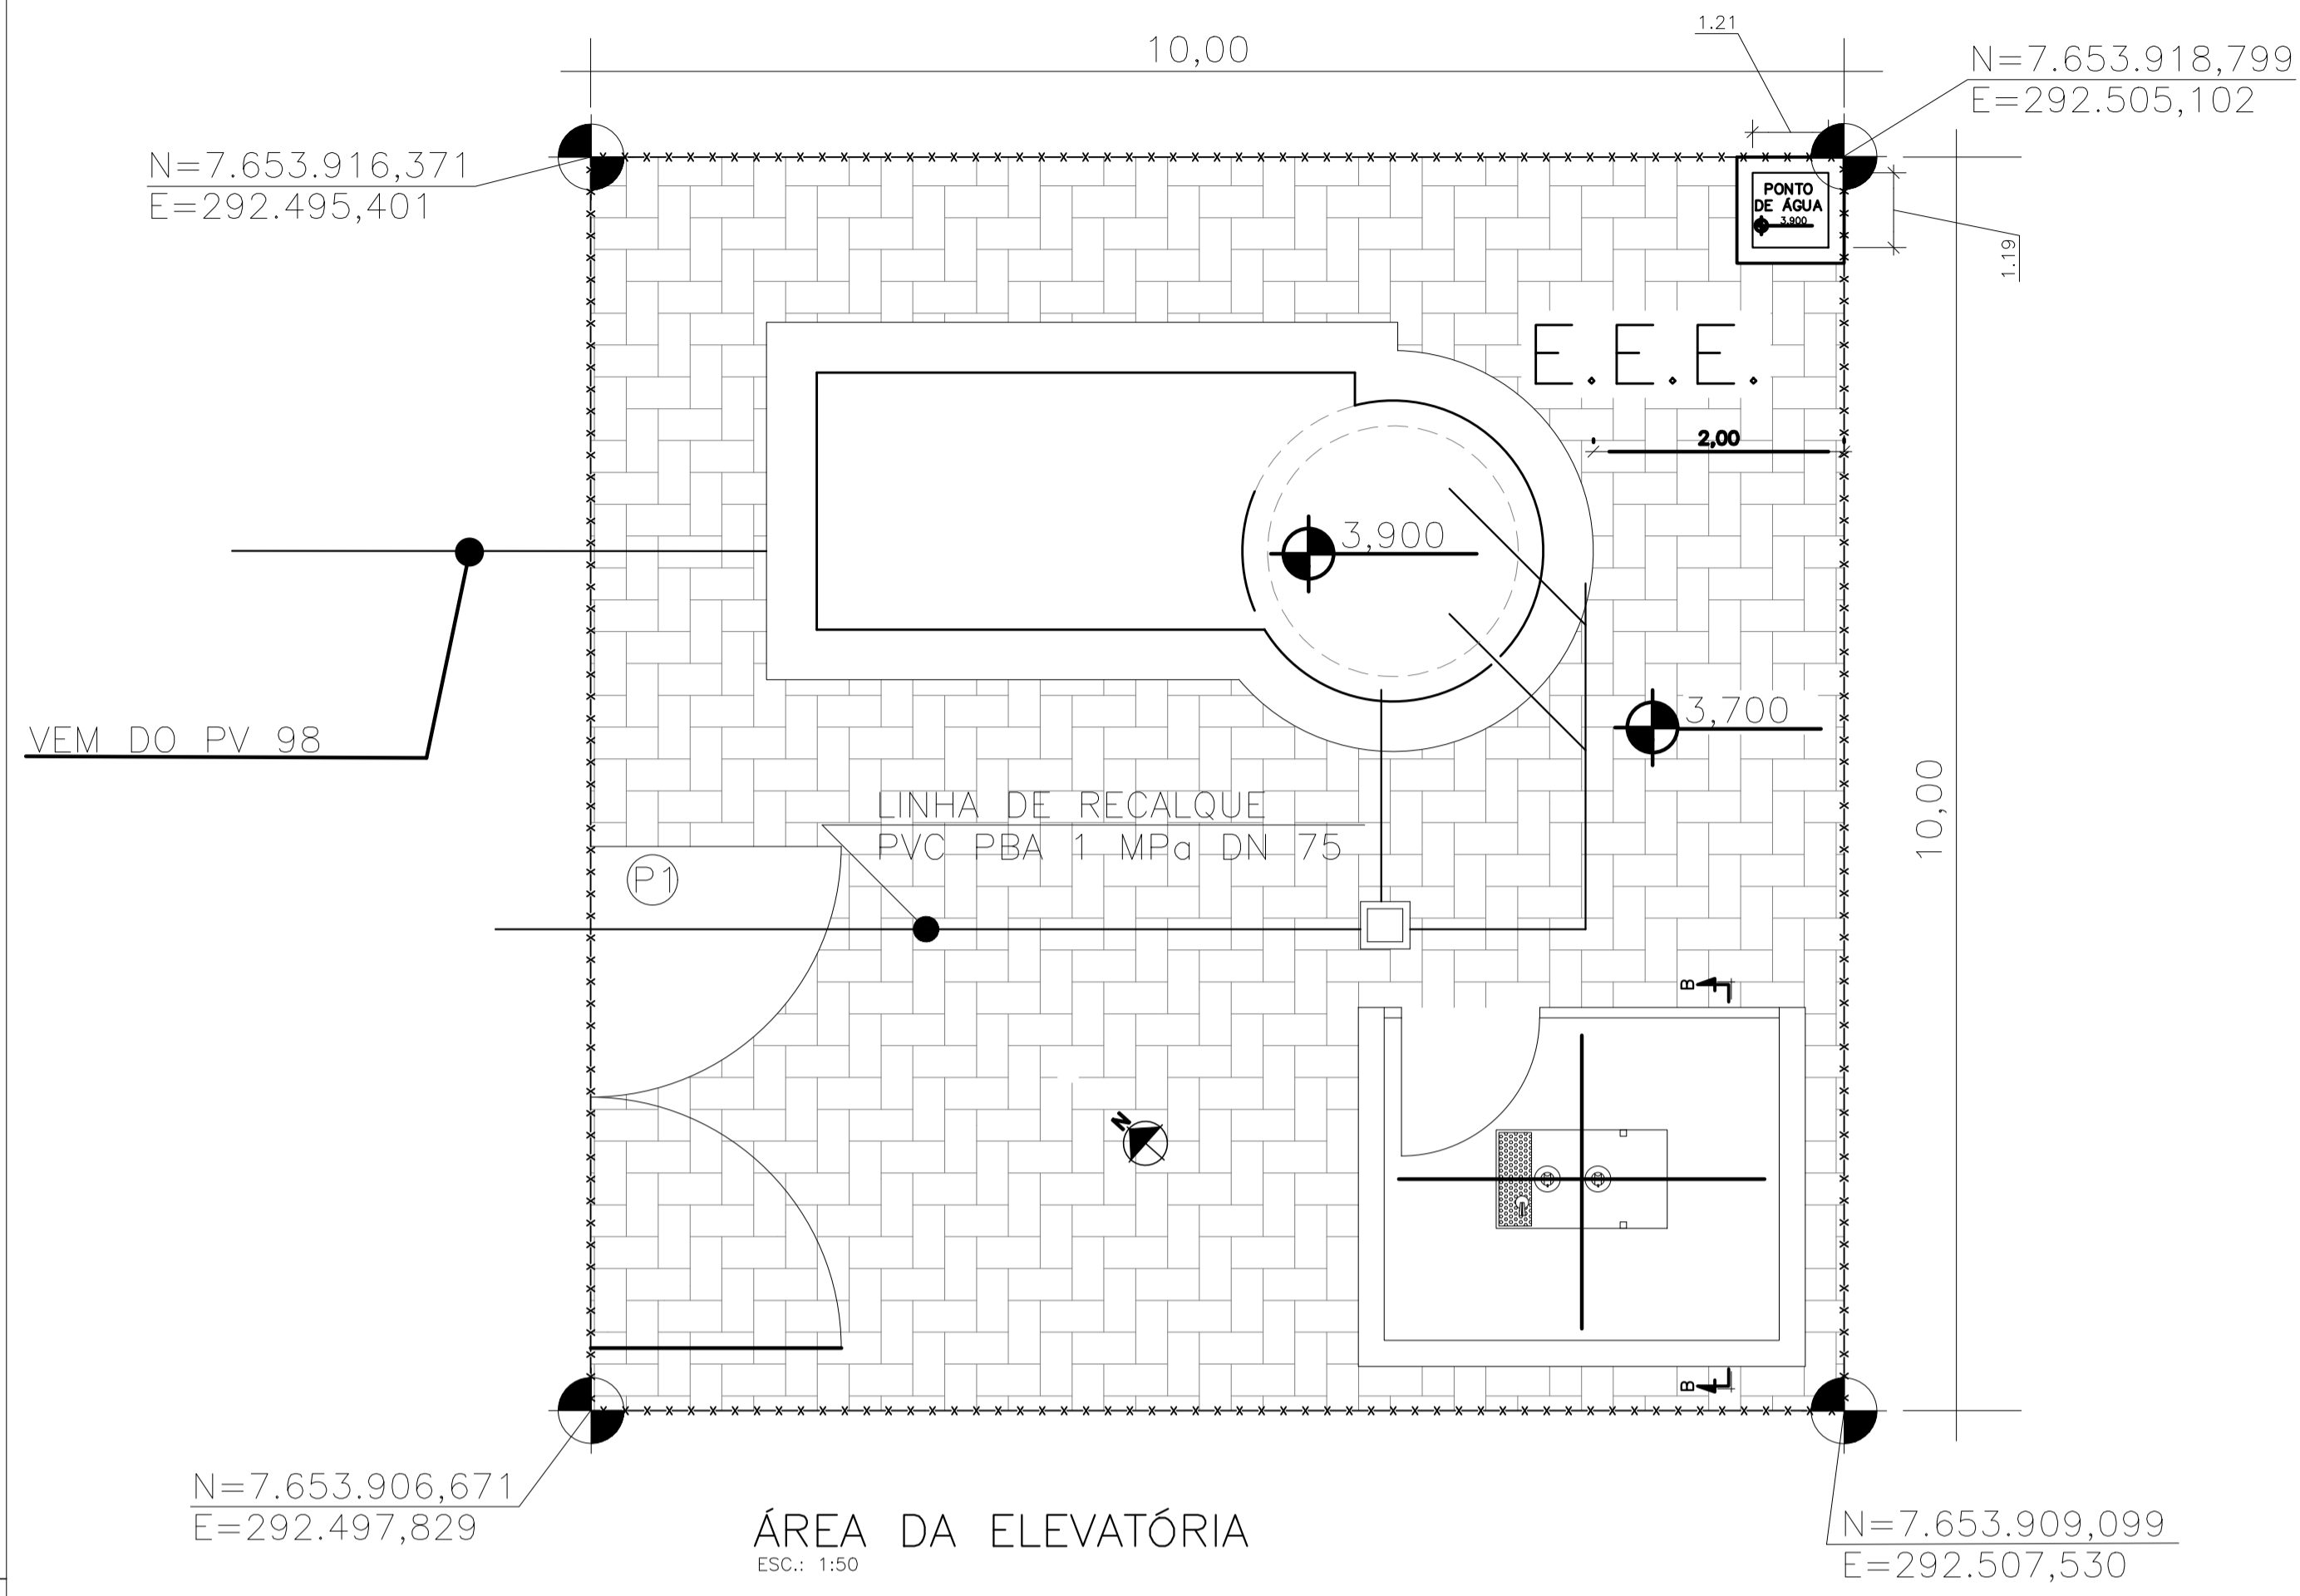 1.21
10,00
N=7.653.918,799
E=292.505,102
N=7.653.916,371
E=292.495,401
PONTO
DE ÁGUA
3,900
1.19
E.E.E.
2,00
3,900
3,700
VEM DO PV 98
LINHA DE RECALQUE
PVC PBA 1 MPa DN 75
10,00
P1
B
N
B
N=7.653.906,671
E=292.497,829
ÁREA DA ELEVATÓRIA
ESC.: 1:50
N=7.653.909,099
E=292.507,530